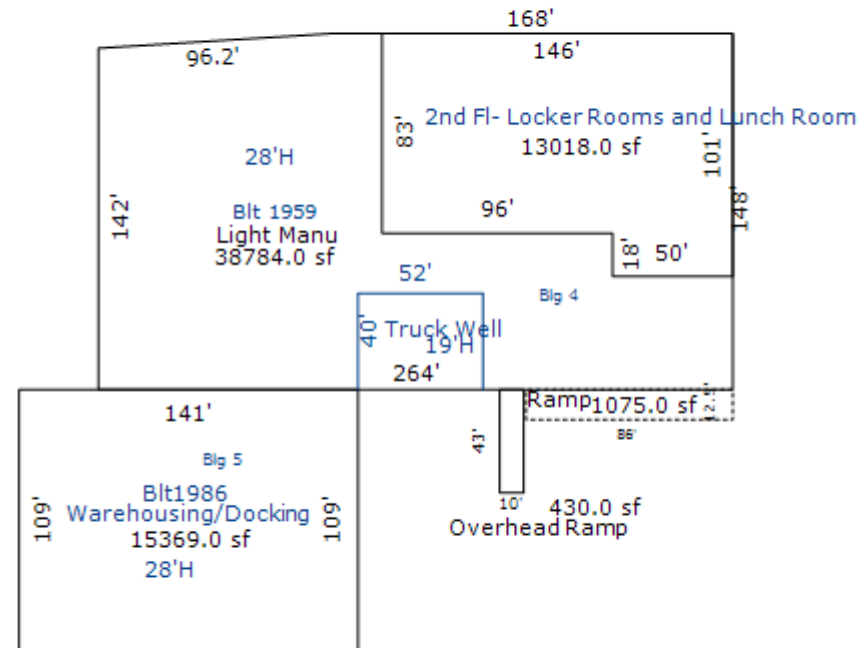 168'
96.2'
146'
2nd Fl- Locker Rooms and Lunch Room
83'
13018.0 sf
101'
28'H
142'
Blt 1959
96'
148'
Light Manu
38784.0 sf
18'
50'
52'
Blg 4
40'
Truck Well
19'H
264'
Ramp
1075.0 sf
12.5'
141'
86'
43'
Blg 5
Blt1986
10'
430.0 sf
109'
Warehousing/Docking
109'
Overhead Ramp
15369.0 sf
28'H